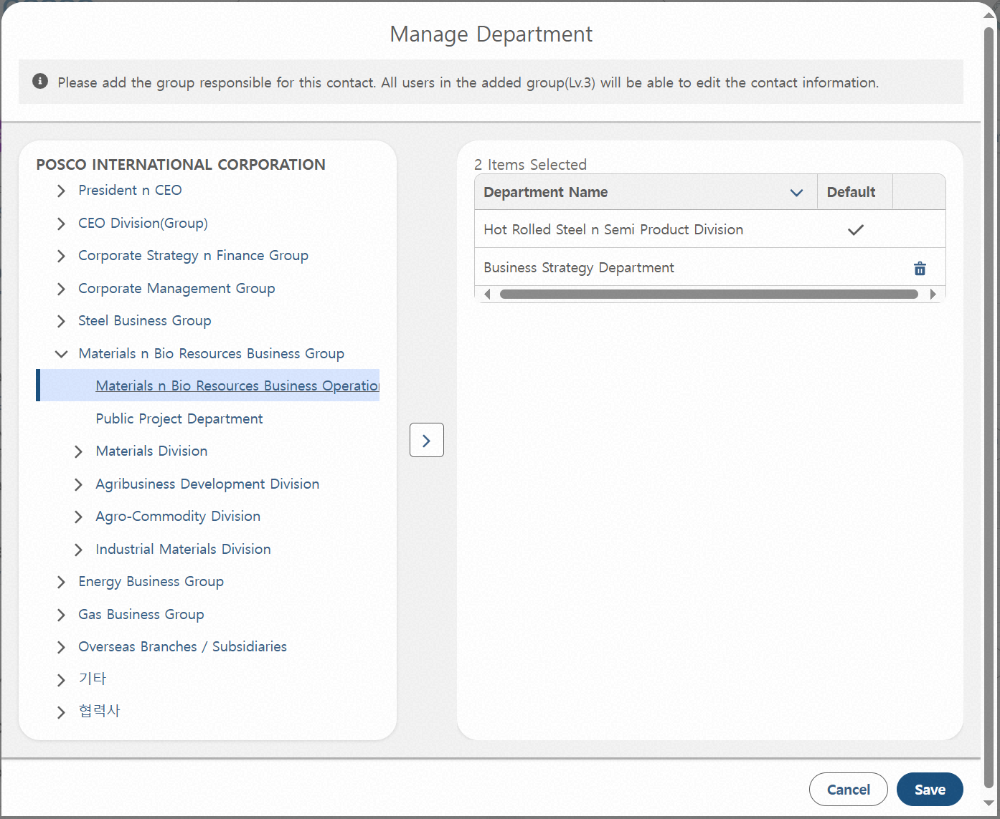 Manage Department
Please add the group responsible for this contact. All users in the added group(Lv.3) will be able to edit the contact information.
POSCO INTERNATIONAL CORPORATION
President n CEO
CEO Division(Group)
Corporate Strategy n Finance Group
Corporate Management Group
Steel Business Group
Materials n Bio Resources Business Group
Materials n Bio Resources Business Operation
Public Project Department
Materials Division
Agribusiness Development Division
Agro-Commodity Division
Industrial Materials Division
Energy Business Group
Gas Business Group
Overseas Branches / Subsidiaries
기타
협력사
2 Items Selected
Department Name Default
Hot Rolled Steel n Semi Product Division
Business Strategy Department
Cancel Save